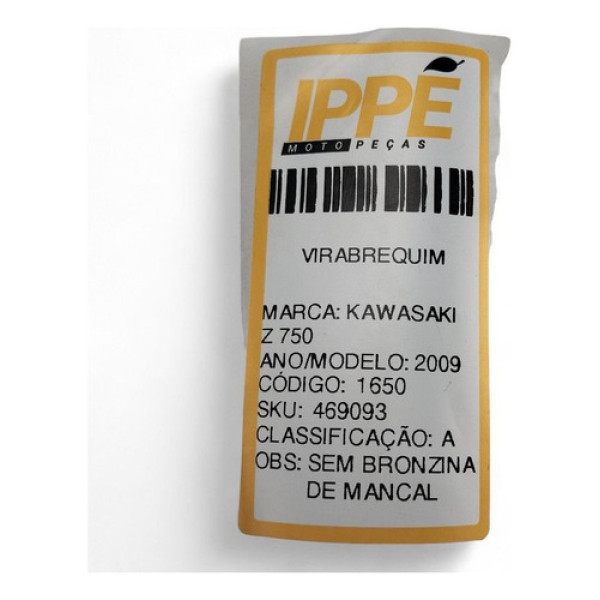 IPPÉ
MOTO PEÇAS
VIRABREQUIM
MARCA: KAWASAKI
Z 750
ANO/MODELO: 2009
CÓDIGO: 1650
SKU: 469093
CLASSIFICAÇÃO: A
OBS: SEM BRONZINA
DE MANCAL